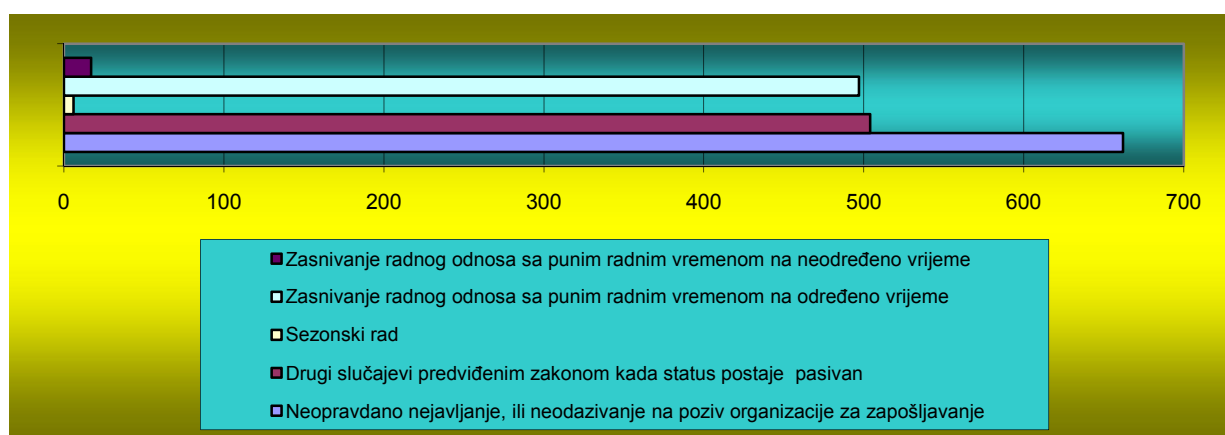 0 100 200 300 400 500 600 700
Zasnivanje radnog odnosa sa punim radnim vremenom na neodređeno vrijeme
Zasnivanje radnog odnosa sa punim radnim vremenom na određeno vrijeme
Sezonski rad
Drugi slučajevi predviđenim zakonom kada status postaje pasivan
Neopravdano nejavljanje, ili neodazivanje na poziv organizacije za zapošljavanje